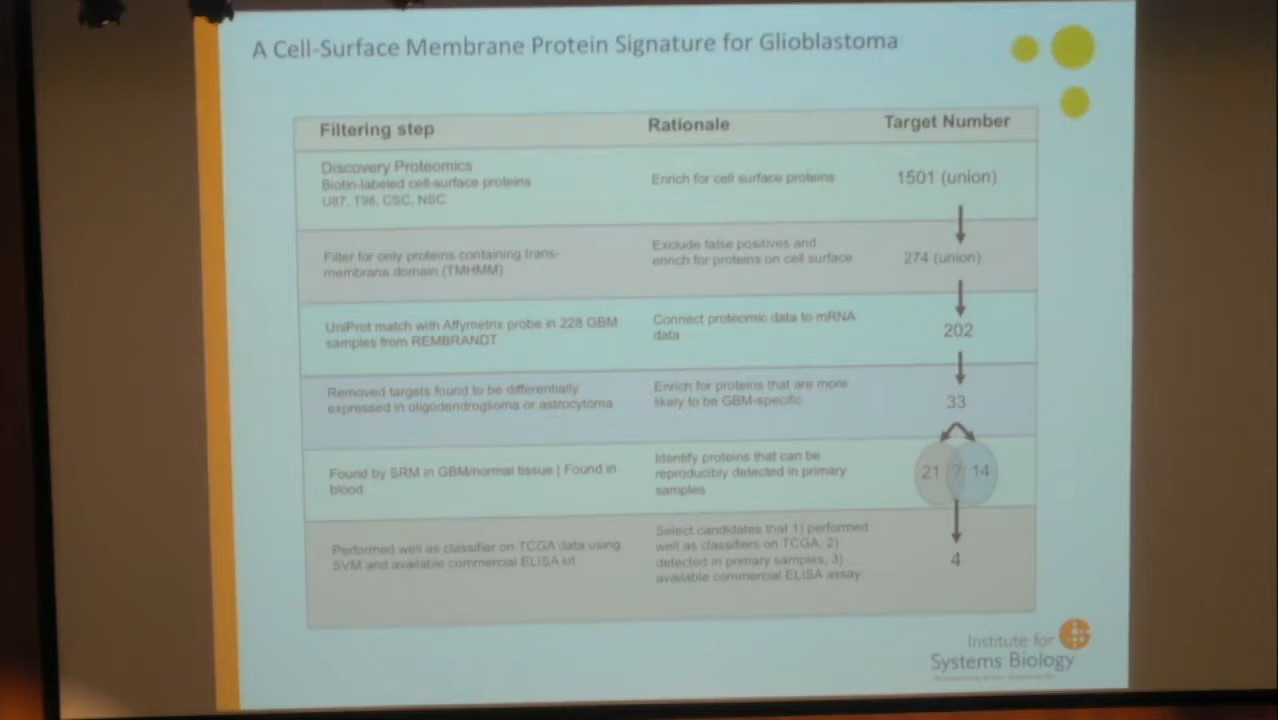 A Cell-Surface Membrane Protein Signature for Glioblastoma
Filtering step
Rationale
Target Number
Discovery Proteomics
Biotin-labeled cell-surface proteins
U87, T98, CSC, NSC
Enrich for cell surface proteins
1501 (union)
Filter for only proteins containing trans-
membrane domain (TMHMM)
Exclude false positives and
enrich for proteins on cell surface
274 (union)
UniProt match with Affymetrix probe in 228 GBM
samples from REMBRANDT
Connect proteomic data to mRNA
data
202
Removed targets found to be differentially
expressed in oligodendroglioma or astrocytoma
Enrich for proteins that are more
likely to be GBM-specific
33
Found by SRM in GBM/normal tissue | Found in
blood
Identify proteins that can be
reproducibly detected in primary
samples
21 ? 14
Performed well as classifier on TCGA data using
SVM and available commercial ELISA kit
Select candidates that 1) performed
well as classifiers on TCGA, 2)
detected in primary samples, 3)
available commercial ELISA assay
4
Institute for
Systems Biology